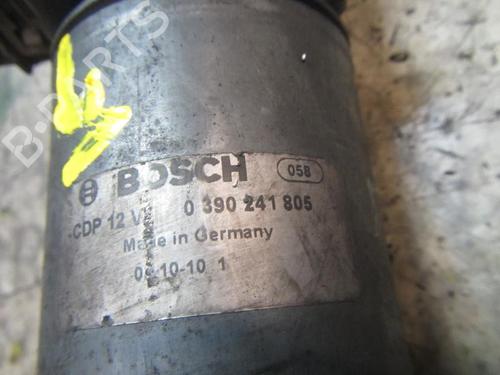 B-PARTS
BOSCH 058
CDP 12 V 0 390 241 805
Made in Germany
10-10 1